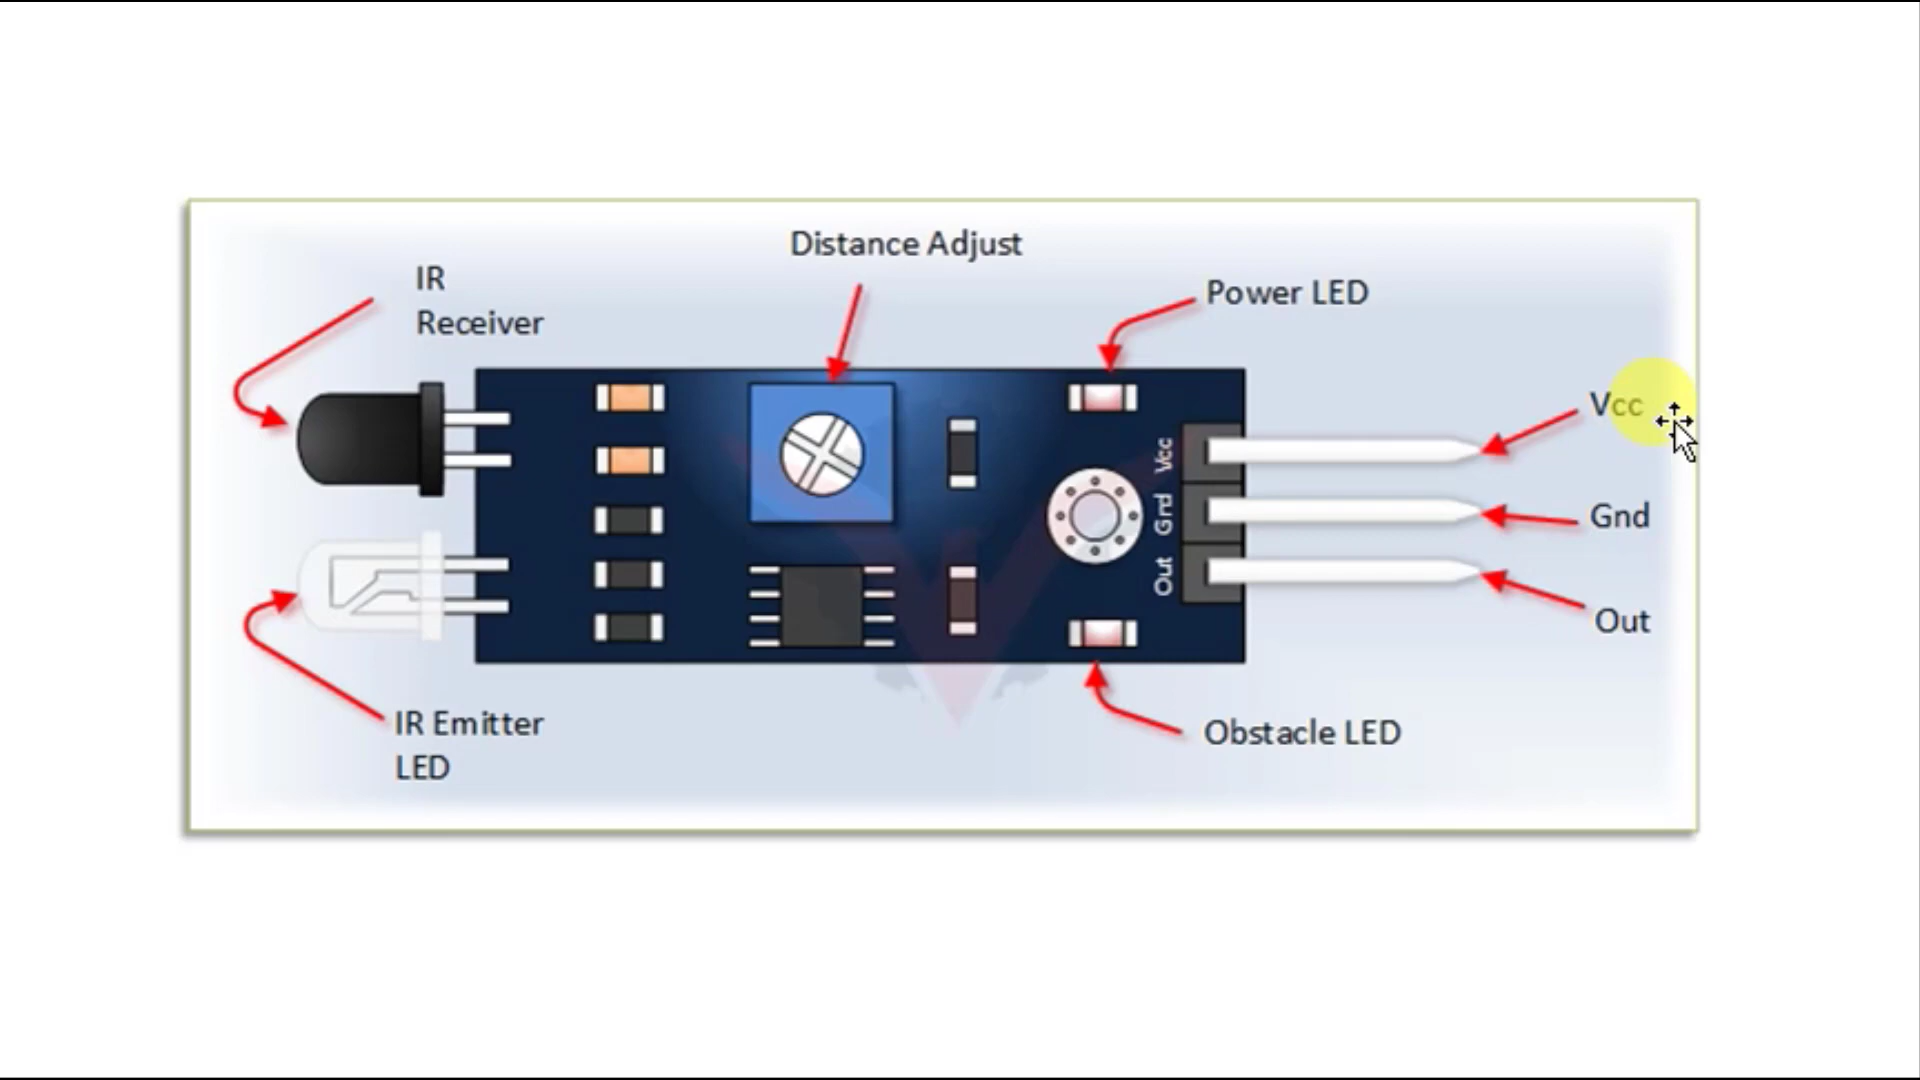 Distance Adjust
IR
Receiver
Power LED
Vcc
Vcc
Gnd
Gnd
Out
Out
IR Emitter
LED
Obstacle LED